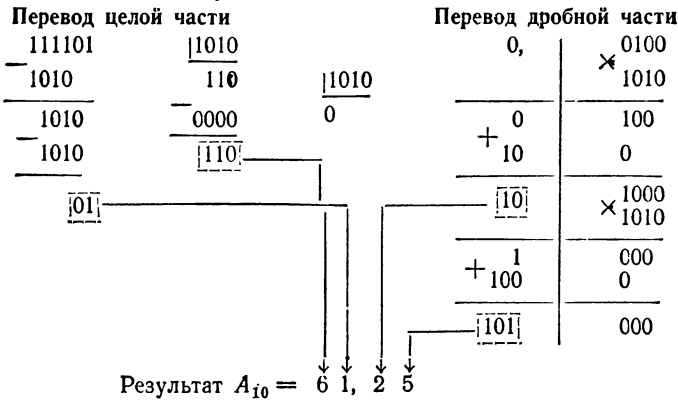 Перевод целой части Перевод дробной части
111101 |1010 0, × 0100
− 1010 110 |1010 1010
1010 − 0000 0 + 0 100
− 1010 110 10 0
01 10 × 1000
1010
+ 1 000
100 0
101 000
Результат A₁₀ = 6 1, 2 5